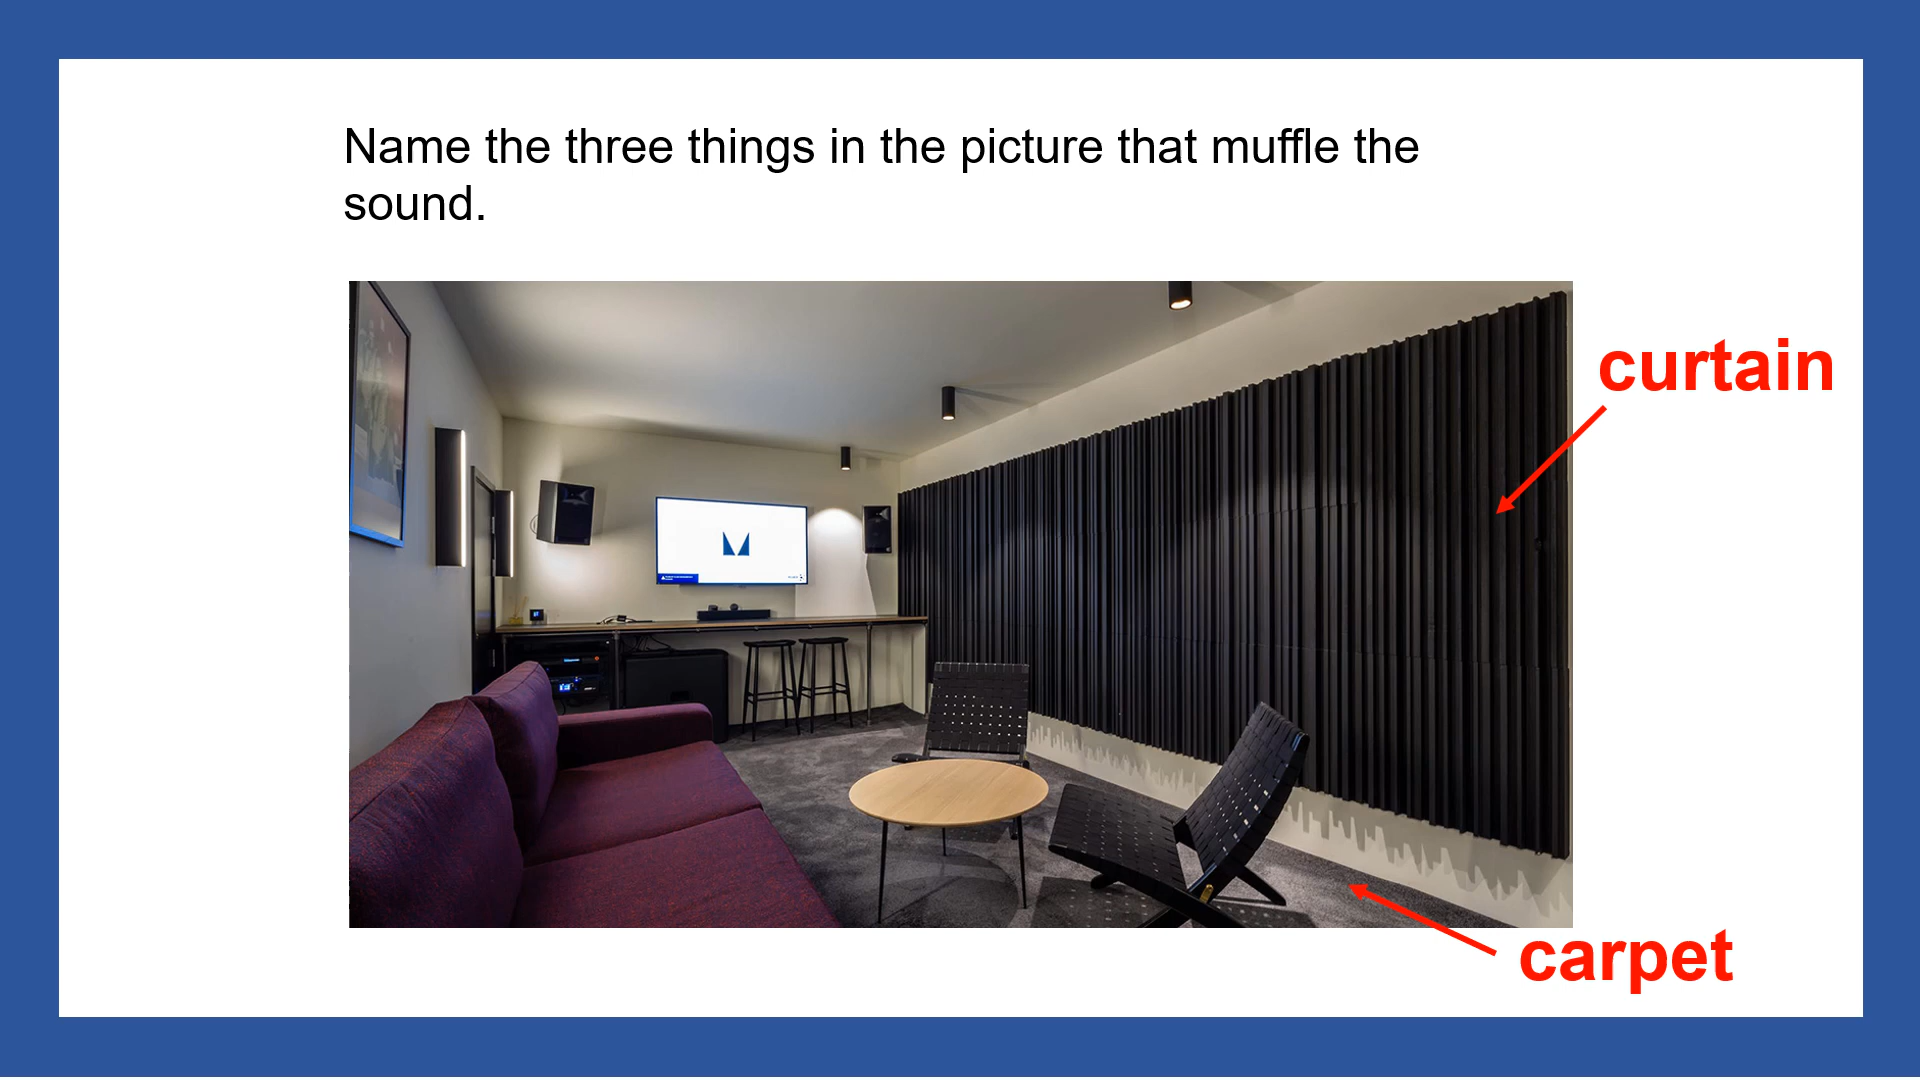 Name the three things in the picture that muffle the
sound.
curtain
carpet